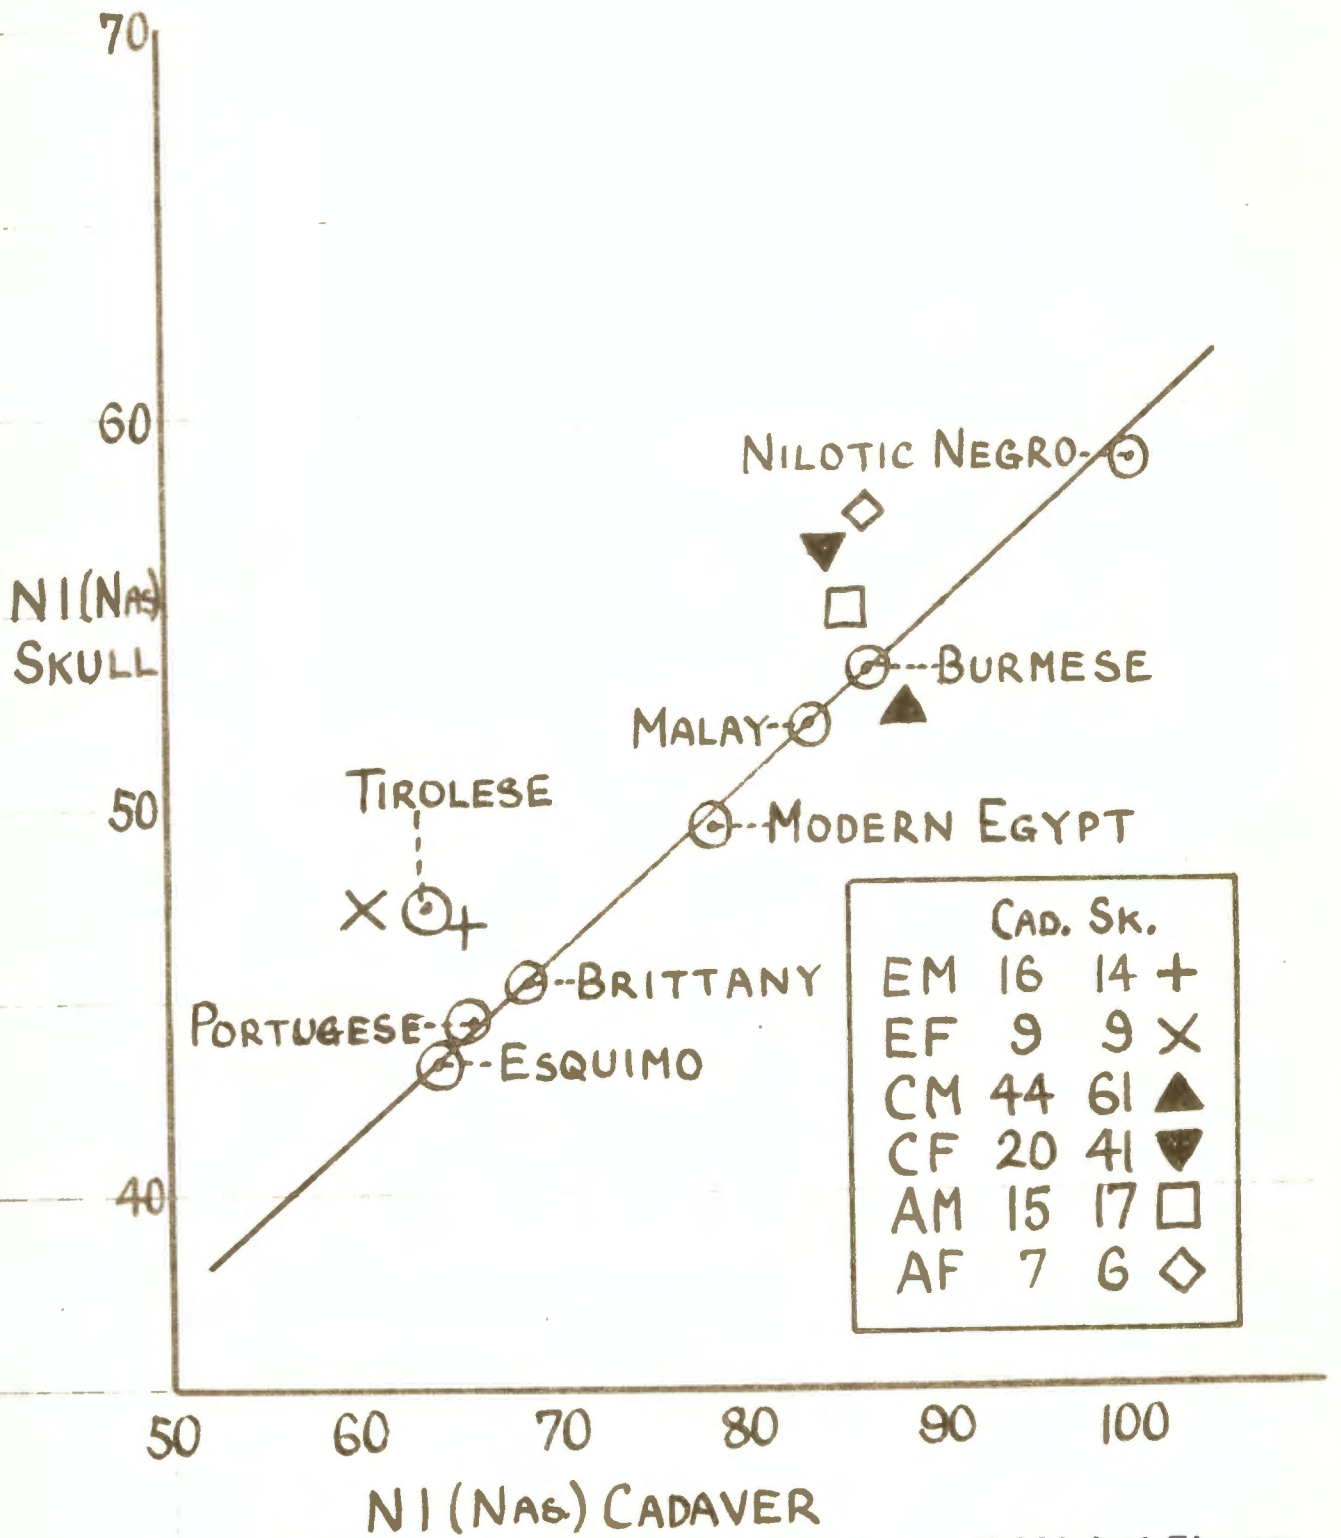 70
60
NILOTIC NEGRO
NI(NAS)
SKULL
BURMESE
MALAY
TIROLESE
50
MODERN EGYPT
BRITTANY
PORTUGESE
ESQUIMO
40
CAD. SK.
EM 16 14 +
EF 9 9 ×
CM 44 61 ▲
CF 20 41 ▼
AM 15 17 □
AF 7 6 ◇
50 60 70 80 90 100
NI (NAS) CADAVER